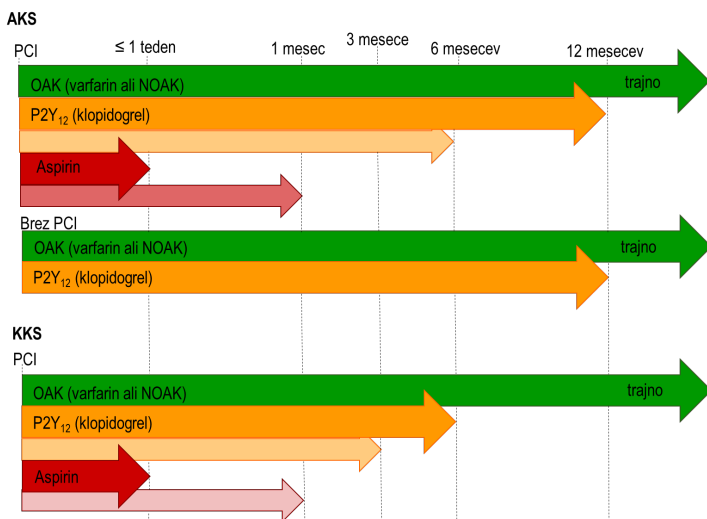 AKS
PCI
≤ 1 teden
1 mesec
3 mesece
6 mesecev
12 mesecev
OAK (varfarin ali NOAK)
trajno
P2Y₁₂ (klopidogrel)
Aspirin
Brez PCI
OAK (varfarin ali NOAK)
trajno
P2Y₁₂ (klopidogrel)
KKS
PCI
OAK (varfarin ali NOAK)
trajno
P2Y₁₂ (klopidogrel)
Aspirin